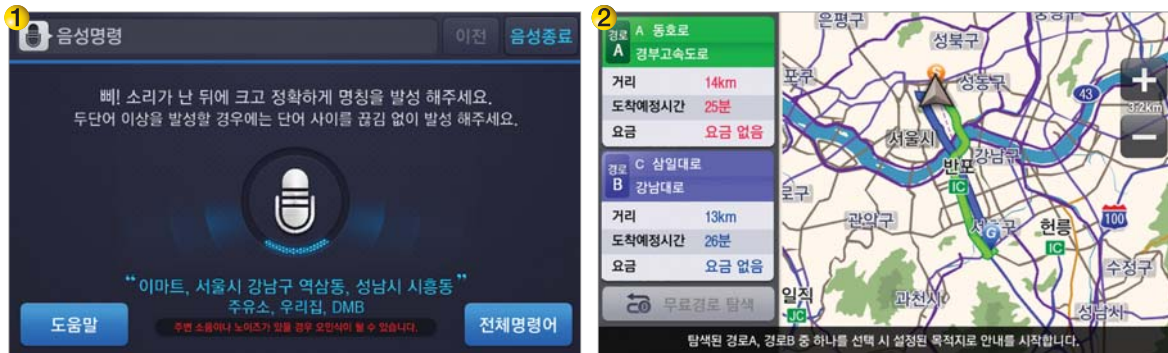 1
음성명령
이전
음성종료
삐! 소리가 난 뒤에 크고 정확하게 명칭을 발성 해주세요.
두단어 이상을 발성할 경우에는 단어 사이를 끊김 없이 발성 해주세요.
“이마트, 서울시 강남구 역삼동, 성남시 시흥동”
주유소, 우리집, DMB
도움말
주변 소음이나 노이즈가 있을 경우 오인식이 될 수 있습니다.
전체명령어
2
경로 A
A 동호로
경부고속도로
거리 14km
도착예정시간 25분
요금 요금 없음
경로 B
C 삼일대로
강남대로
거리 13km
도착예정시간 26분
요금 요금 없음
무료경로 탐색
은평구
성북구
S
성동구
43
3.2km
서울시
강남구
반포
IC
관악구
G
헌릉
IC
100
수정구
일직
JC
과천시
성남시
탐색된 경로A, 경로B 중 하나를 선택 시 설정된 목적지로 안내를 시작합니다.